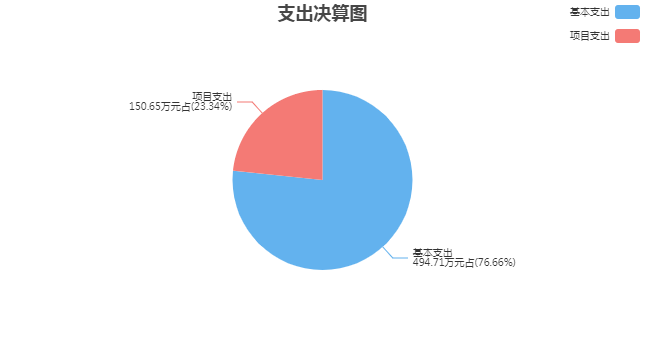 支出决算图
基本支出
项目支出
项目支出
150.65万元占(23.34%)
基本支出
494.71万元占(76.66%)